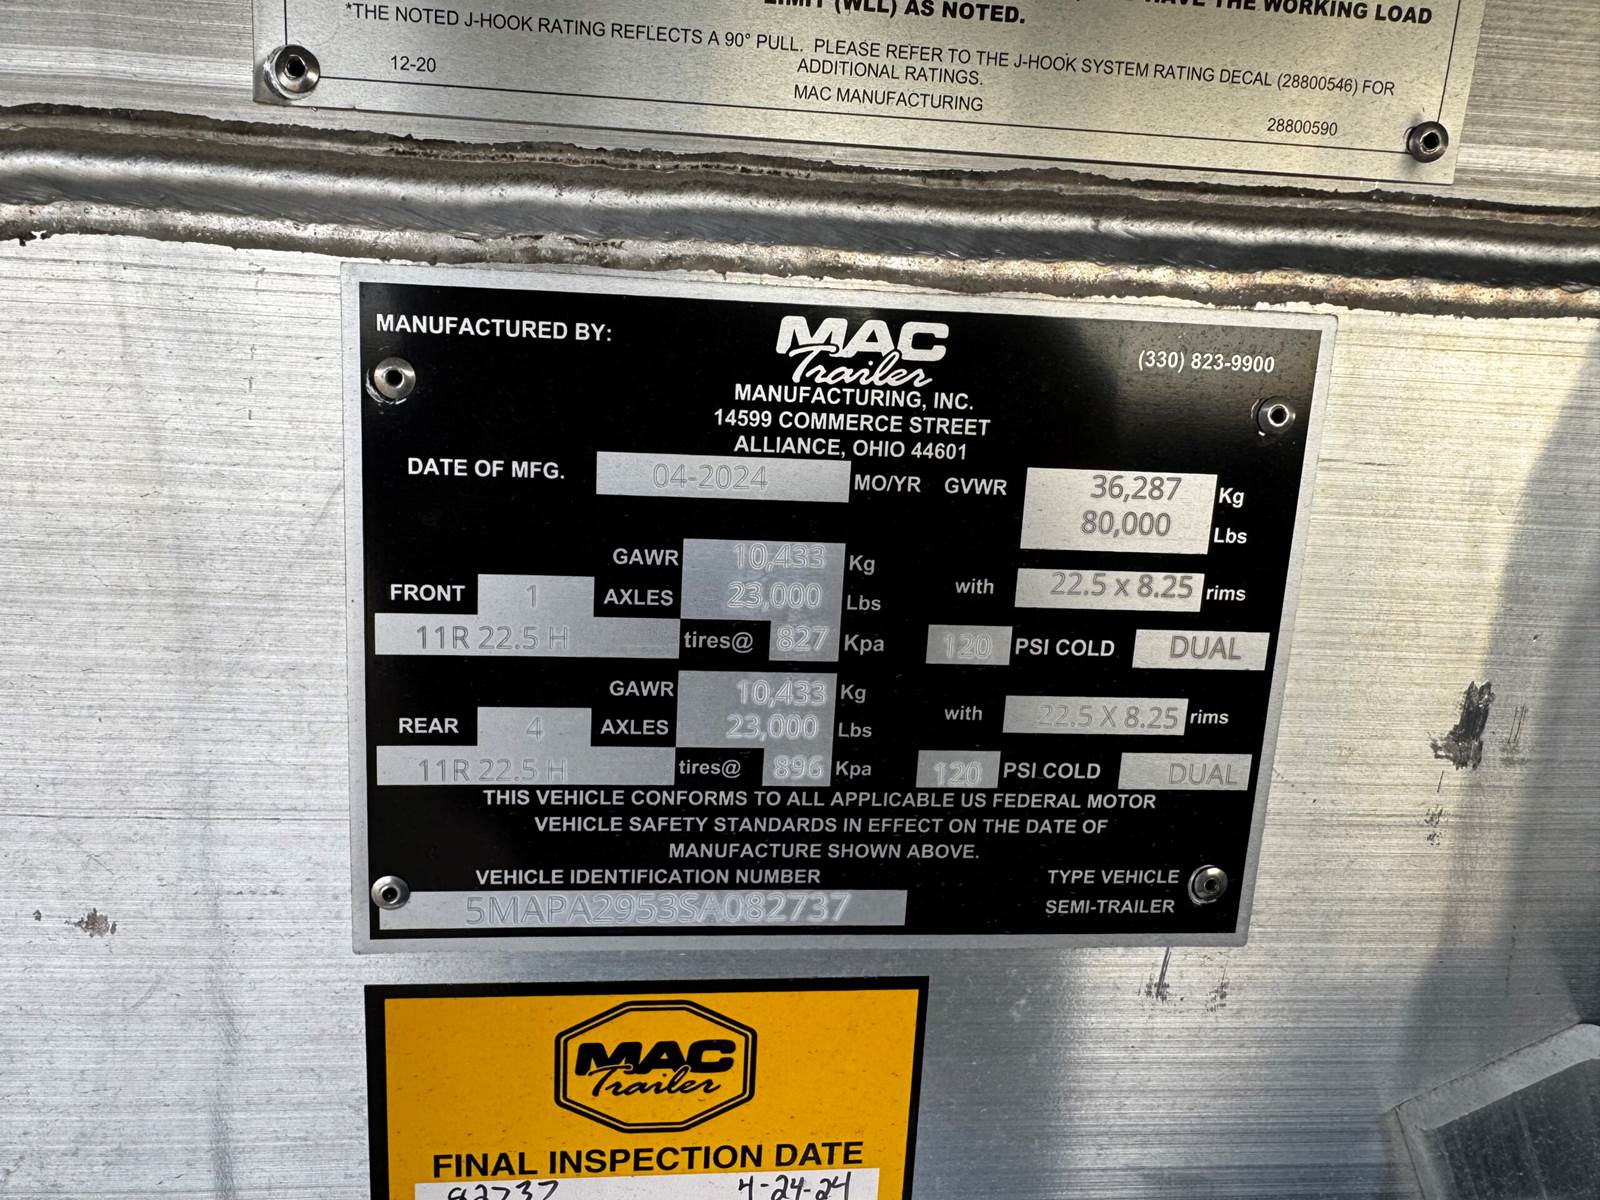 LIMIT (WLL) AS NOTED.
HAVE THE WORKING LOAD
*THE NOTED J-HOOK RATING REFLECTS A 90° PULL. PLEASE REFER TO THE J-HOOK SYSTEM RATING DECAL (28800546) FOR
ADDITIONAL RATINGS.
12-20
MAC MANUFACTURING
28800590
MANUFACTURED BY:
MAC
Trailer
(330) 823-9900
MANUFACTURING, INC.
14599 COMMERCE STREET
ALLIANCE, OHIO 44601
DATE OF MFG. 04-2024 MO/YR GVWR 36,287 Kg
80,000 Lbs
GAWR 10,433 Kg
FRONT 1 AXLES 23,000 Lbs with 22.5 x 8.25 rims
11R 22.5 H tires@ 827 Kpa 120 PSI COLD DUAL
GAWR 10,433 Kg
REAR 4 AXLES 23,000 Lbs with 22.5 X 8.25 rims
11R 22.5 H tires@ 896 Kpa 120 PSI COLD DUAL
THIS VEHICLE CONFORMS TO ALL APPLICABLE US FEDERAL MOTOR
VEHICLE SAFETY STANDARDS IN EFFECT ON THE DATE OF
MANUFACTURE SHOWN ABOVE.
VEHICLE IDENTIFICATION NUMBER TYPE VEHICLE
5MAPA2953SA082737 SEMI-TRAILER
MAC
Trailer
FINAL INSPECTION DATE
82737 4-24-24